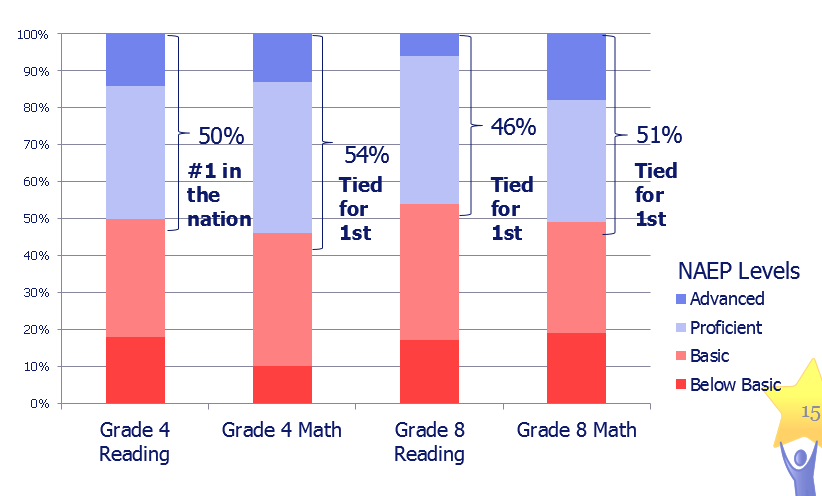 100%
90%
80%
70%
60%
50%
40%
30%
20%
10%
0%
50%
#1 in
the
nation
54%
Tied
for
1st
46%
Tied
for
1st
51%
Tied
for
1st
NAEP Levels
Advanced
Proficient
Basic
Below Basic
Grade 4
Reading
Grade 4 Math
Grade 8
Reading
Grade 8 Math
15